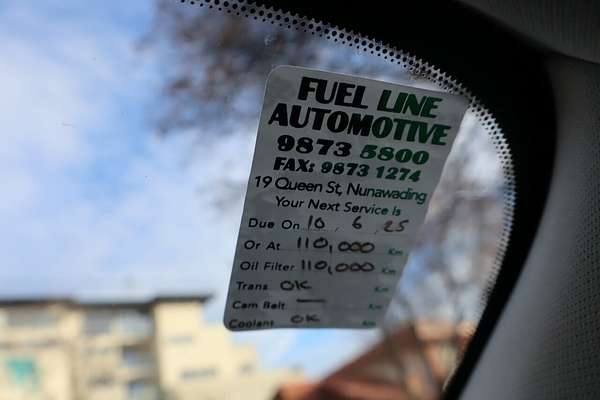 FUEL LINE
AUTOMOTIVE
9873 5800
FAX: 9873 1274
19 Queen St, Nunawading
Your Next Service Is
Due On 10 . 6 . 25
Or At 110,000 Km
Oil Filter 110,000 Km
Trans OK Km
Cam Belt — Km
Coolant OK Km